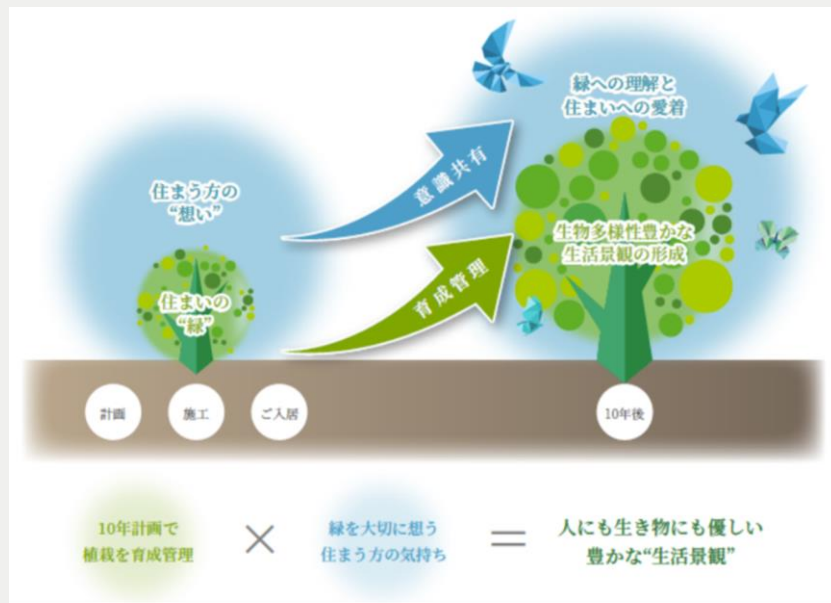 緑への理解と
住まいへの愛着
意識共有
住まう方の
“想い”
生物多様性豊かな
生活景観の形成
育成管理
住まいの
“緑”
計画
施工
ご入居
10年後
10年計画で
植栽を育成管理
×
緑を大切に想う
住まう方の気持ち
＝
人にも生き物にも優しい
豊かな“生活景観”